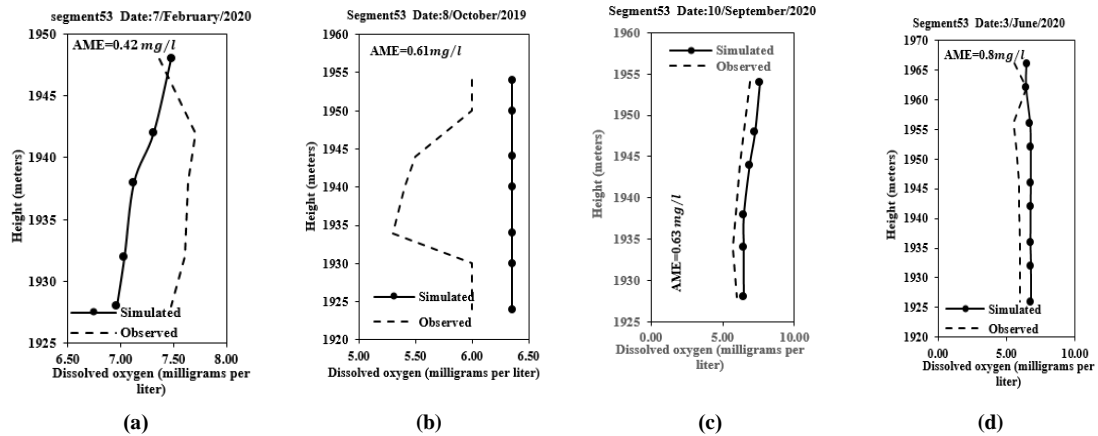 segment53 Date:7/February/2020
1950
AME=0.42 mg/l
1945
1940
1935
1930
1925
Height (meters)
Simulated
Observed
6.50 7.00 7.50 8.00
Dissolved oxygen (milligrams per
liter)
(a)
Segment53 Date:8/October/2019
1960
AME=0.61mg/l
1955
1950
1945
1940
1935
1930
1925
1920
Height (meters)
Simulated
Observed
5.00 5.50 6.00 6.50
Dissolved oxygen (milligrams per
liter)
(b)
Segment53 Date:10/September/2020
1960
Simulated
Observed
1955
1950
1945
1940
1935
1930
1925
Height (meters)
AME=0.63 mg/l
0.00 5.00 10.00
Dissolved oxygen (milligrams per
liter)
(c)
Segment53 Date:3/June/2020
1970
AME=0.8mg/l
1965
1960
1955
1950
1945
1940
1935
1930
1925
1920
Height (meters)
Simulated
Observed
0.00 5.00 10.00
Dissolved oxygen (milligrams per
liter)
(d)